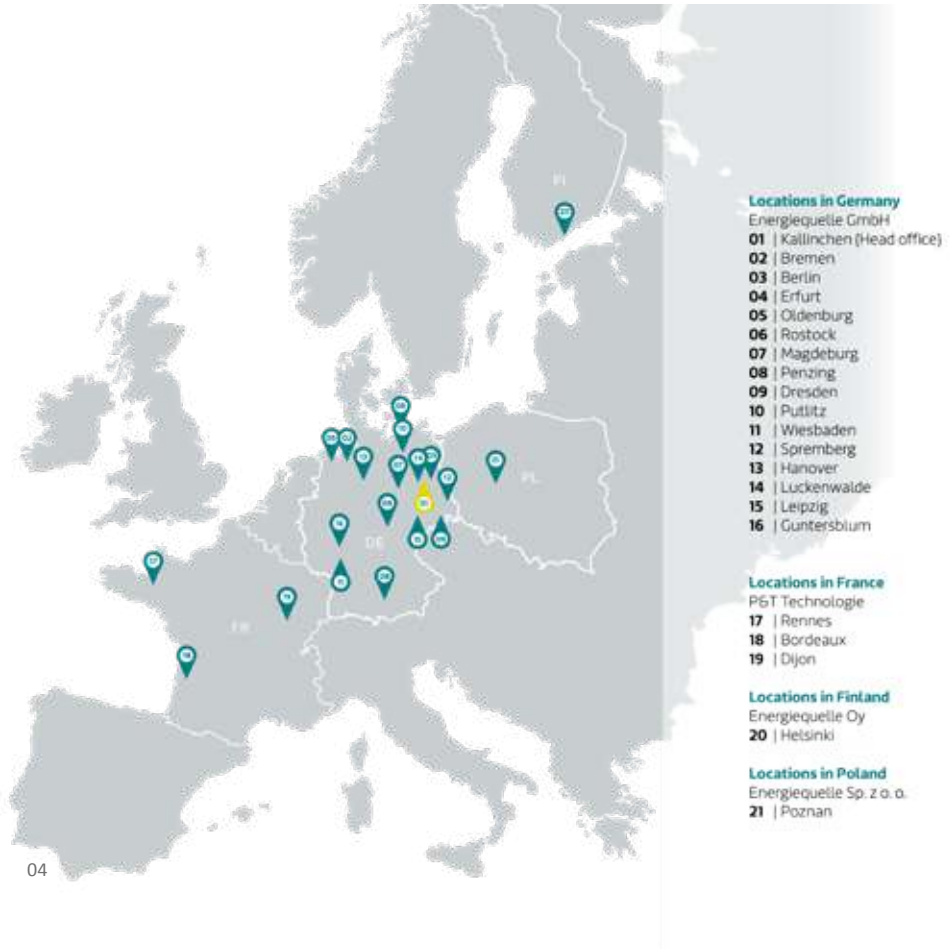 FI
PL
DE
FR
Locations in Germany
Energiequelle GmbH
01 | Kallinchen (Head office)
02 | Bremen
03 | Berlin
04 | Erfurt
05 | Oldenburg
06 | Rostock
07 | Magdeburg
08 | Penzing
09 | Dresden
10 | Putlitz
11 | Wiesbaden
12 | Spremberg
13 | Hanover
14 | Luckenwalde
15 | Leipzig
16 | Guntersblum
Locations in France
P&T Technologie
17 | Rennes
18 | Bordeaux
19 | Dijon
Locations in Finland
Energiequelle Oy
20 | Helsinki
Locations in Poland
Energiequelle Sp. z o. o.
21 | Poznan
04